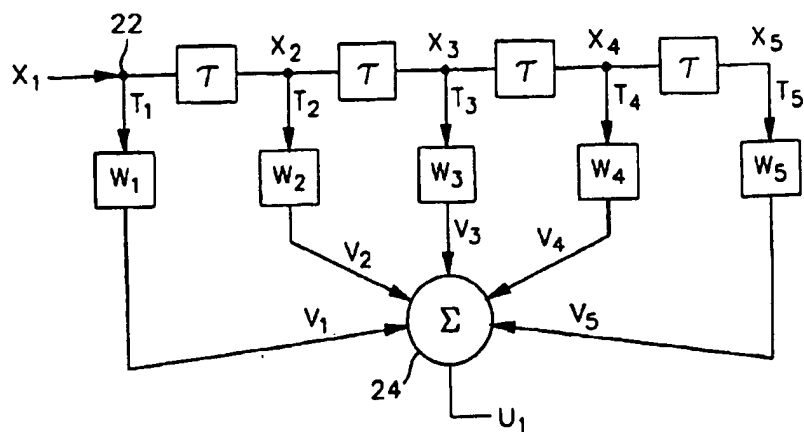 22
X₁ τ X₂ τ X₃ τ X₄ τ X₅
T₁ T₂ T₃ T₄ T₅
W₁ W₂ W₃ W₄ W₅
V₂ V₃ V₄
V₁ Σ V₅
24
U₁